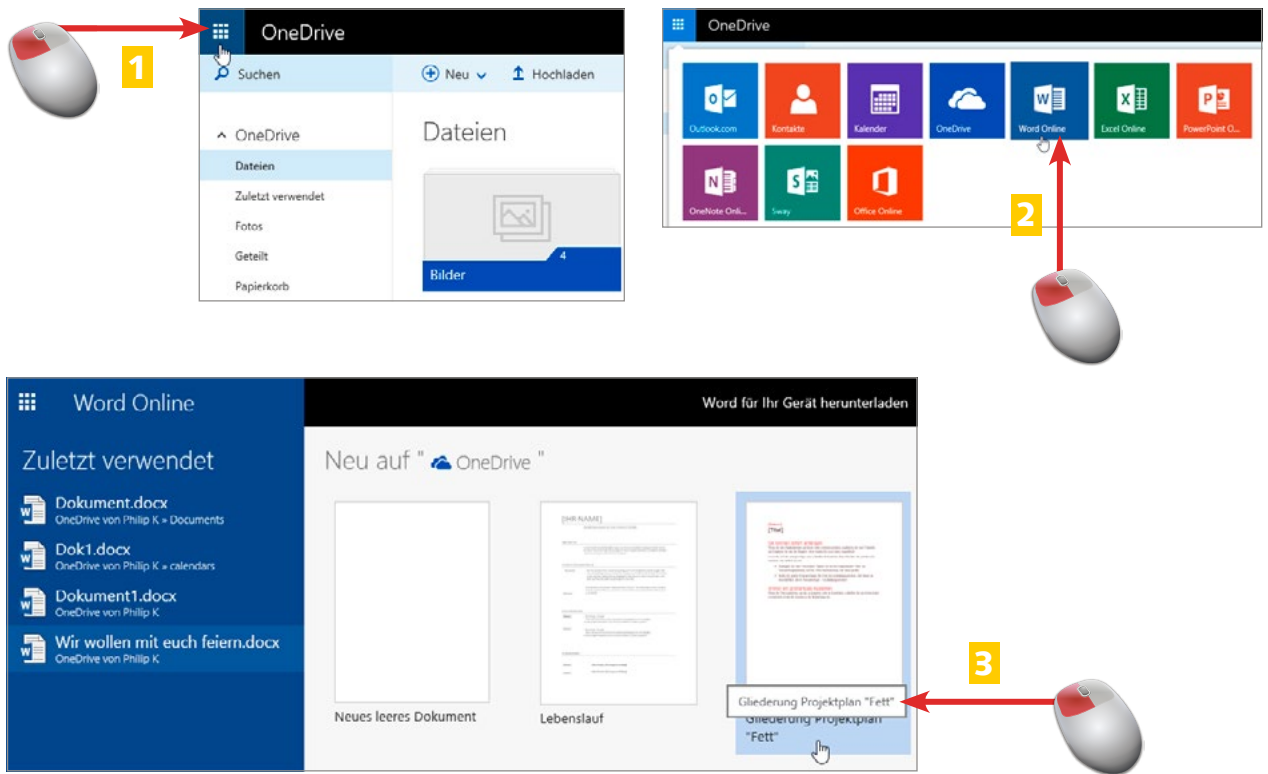 1
OneDrive
Suchen
Neu
Hochladen
OneDrive
Dateien
Zuletzt verwendet
Fotos
Geteilt
Papierkorb
Dateien
4
Bilder
OneDrive
Outlook.com
Kontakte
Kalender
OneDrive
Word Online
Excel Online
PowerPoint O...
OneNote Onli...
Sway
Office Online
2
Word Online
Word für Ihr Gerät herunterladen
Zuletzt verwendet
Dokument.docx
OneDrive von Philip K » Documents
Dok1.docx
OneDrive von Philip K » calendars
Dokument1.docx
OneDrive von Philip K
Wir wollen mit euch feiern.docx
OneDrive von Philip K
Neu auf " OneDrive "
Neues leeres Dokument
[IHR NAME]
Lebenslauf
[Titel]
Gliederung Projektplan "Fett"
Gliederung Projektplan
"Fett"
3